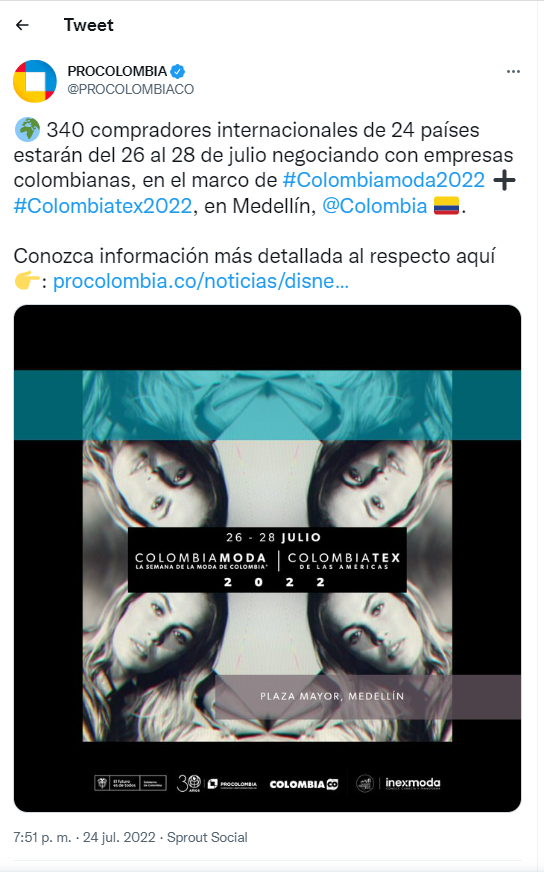 Tweet
PROCOLOMBIA
@PROCOLOMBIACO
340 compradores internacionales de 24 países
estarán del 26 al 28 de julio negociando con empresas
colombianas, en el marco de #Colombiamoda2022 ➕
#Colombiatex2022, en Medellín, @Colombia 🇨🇴.
Conozca información más detallada al respecto aquí
👉: procolombia.co/noticias/disne...
26 - 28 JULIO
COLOMBIAMODA | COLOMBIATEX
LA SEMANA DE LA MODA DE COLOMBIA DE LAS AMÉRICAS
2 0 2 2
PLAZA MAYOR, MEDELLÍN
El futuro es de todos Gobierno de Colombia 30 AÑOS PROCOLOMBIA COLOMBIA CO inexmoda
7:51 p. m. · 24 jul. 2022 · Sprout Social